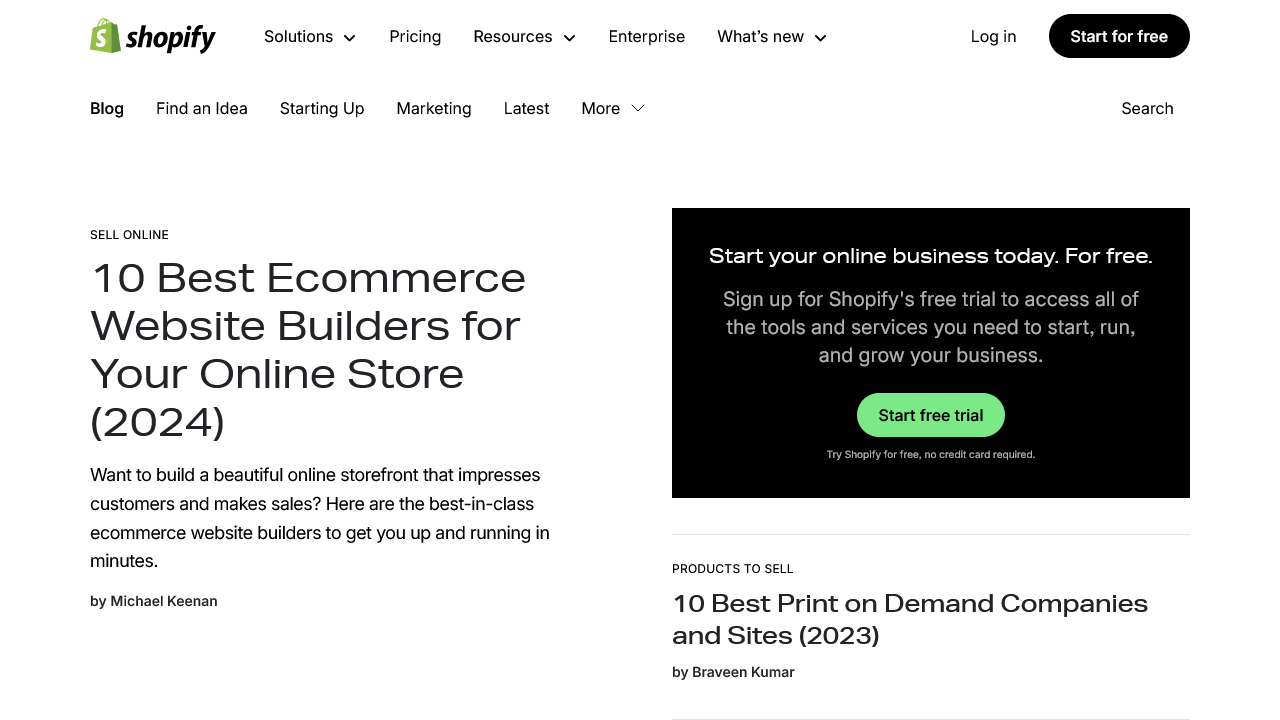 shopify
Solutions
Pricing
Resources
Enterprise
What's new
Log in
Start for free
Blog
Find an Idea
Starting Up
Marketing
Latest
More
Search
SELL ONLINE
10 Best Ecommerce
Website Builders for
Your Online Store
(2024)
Want to build a beautiful online storefront that impresses
customers and makes sales? Here are the best-in-class
ecommerce website builders to get you up and running in
minutes.
by Michael Keenan
Start your online business today. For free.
Sign up for Shopify's free trial to access all of
the tools and services you need to start, run,
and grow your business.
Start free trial
Try Shopify for free, no credit card required.
PRODUCTS TO SELL
10 Best Print on Demand Companies
and Sites (2023)
by Braveen Kumar